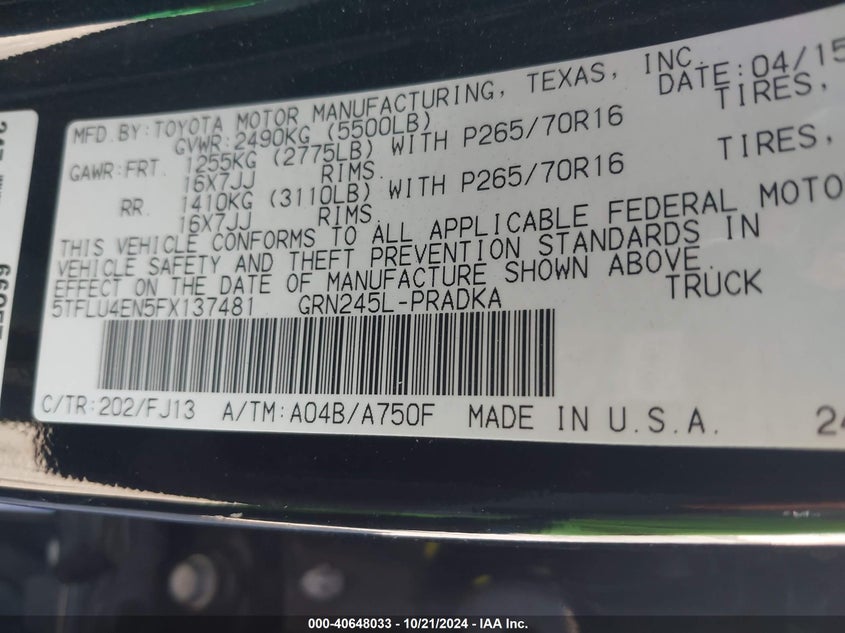 MFD. BY: TOYOTA MOTOR MANUFACTURING, TEXAS, INC. DATE: 04/15
GVWR: 2490KG (5500LB)
GAWR: FRT. 1255KG (2775LB) WITH P265/70R16 TIRES,
16X7JJ RIMS.
RR. 1410KG (3110LB) WITH P265/70R16 TIRES,
16X7JJ RIMS.
THIS VEHICLE CONFORMS TO ALL APPLICABLE FEDERAL MOTO
VEHICLE SAFETY AND THEFT PREVENTION STANDARDS IN
EFFECT ON THE DATE OF MANUFACTURE SHOWN ABOVE.
5TFLU4EN5FX137481 GRN245L-PRADKA TRUCK
C/TR: 202/FJ13 A/TM: A04B/A750F MADE IN U.S.A. 24
000-40648033 - 10/21/2024 - IAA Inc.